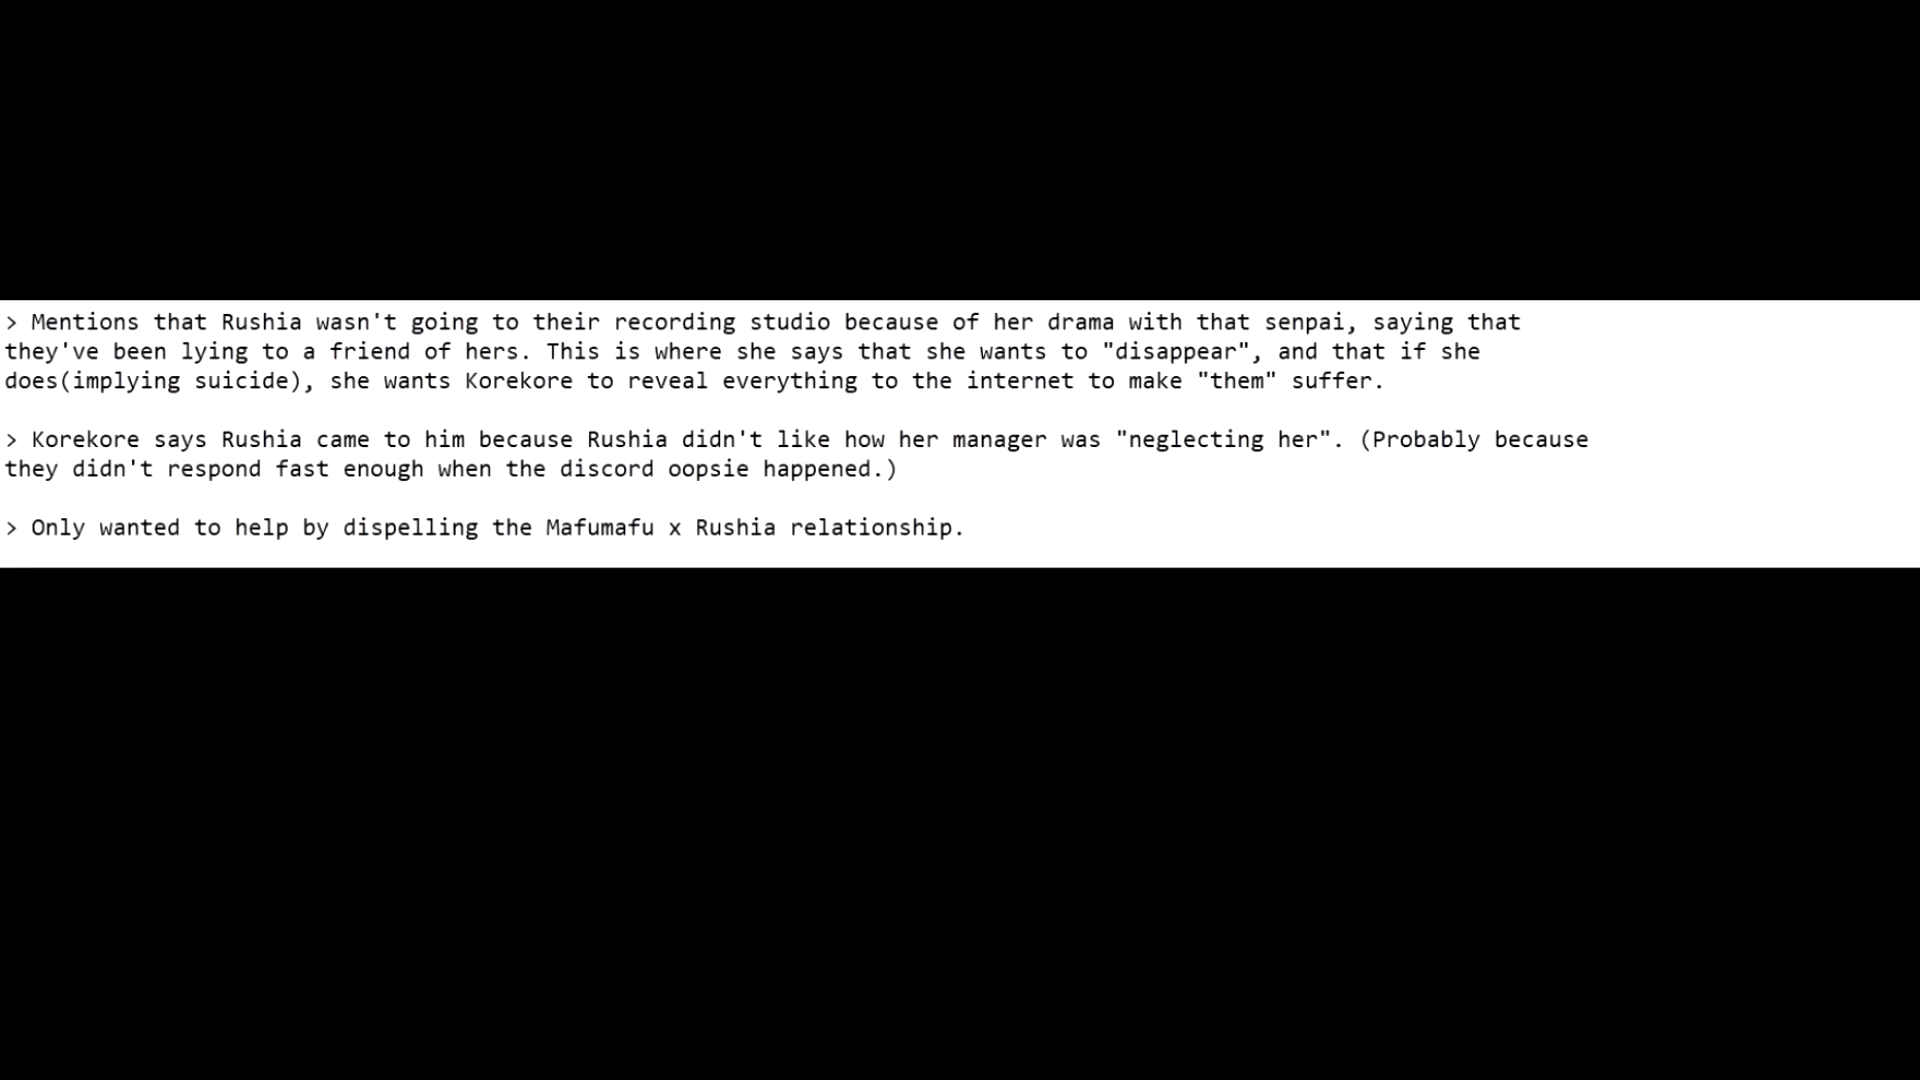 > Mentions that Rushia wasn't going to their recording studio because of her drama with that senpai, saying that
they've been lying to a friend of hers. This is where she says that she wants to "disappear", and that if she
does(implying suicide), she wants Korekore to reveal everything to the internet to make "them" suffer.
> Korekore says Rushia came to him because Rushia didn't like how her manager was "neglecting her". (Probably because
they didn't respond fast enough when the discord oopsie happened.)
> Only wanted to help by dispelling the Mafumafu x Rushia relationship.